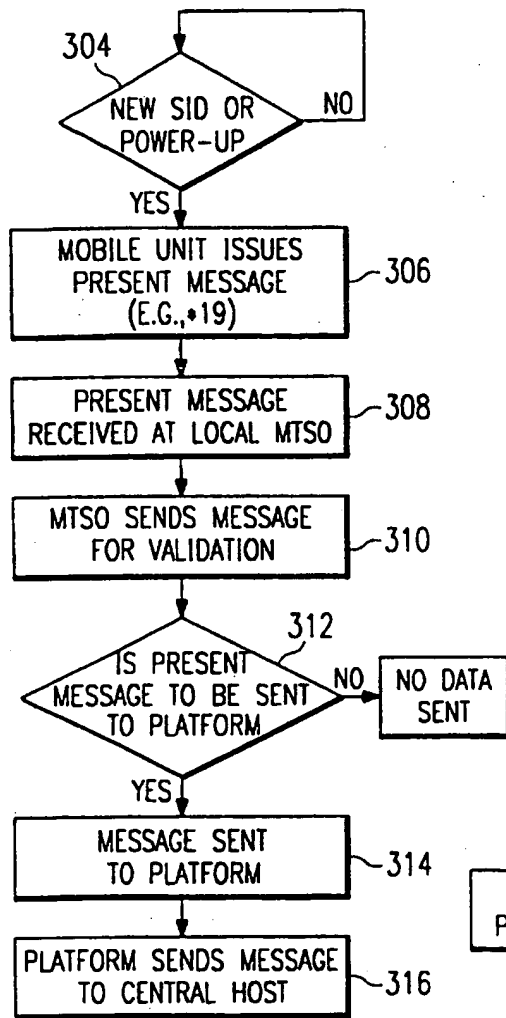 304
NEW SID OR
POWER-UP
NO
YES
MOBILE UNIT ISSUES
PRESENT MESSAGE
(E.G.,*19)
306
PRESENT MESSAGE
RECEIVED AT LOCAL MTSO
308
MTSO SENDS MESSAGE
FOR VALIDATION
310
312
IS PRESENT
MESSAGE TO BE SENT
TO PLATFORM
NO
NO DATA
SENT
YES
MESSAGE SENT
TO PLATFORM
314
P
PLATFORM SENDS MESSAGE
TO CENTRAL HOST
316